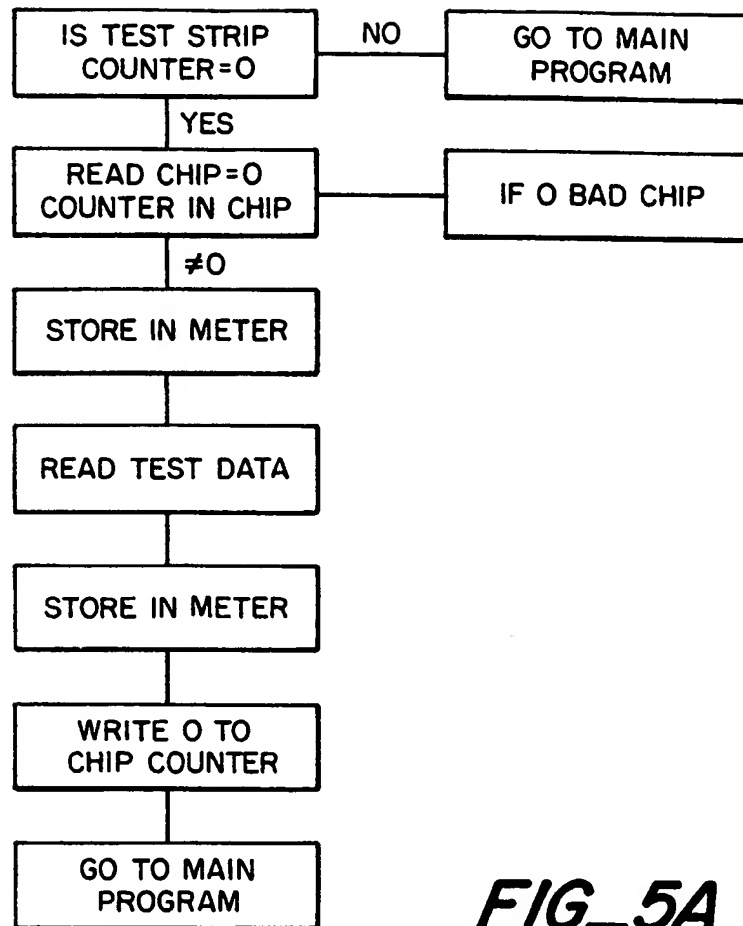 IS TEST STRIP
COUNTER=0
NO
GO TO MAIN
PROGRAM
YES
READ CHIP=0
COUNTER IN CHIP
IF 0 BAD CHIP
≠0
STORE IN METER
READ TEST DATA
STORE IN METER
WRITE 0 TO
CHIP COUNTER
GO TO MAIN
PROGRAM
FIG_5A